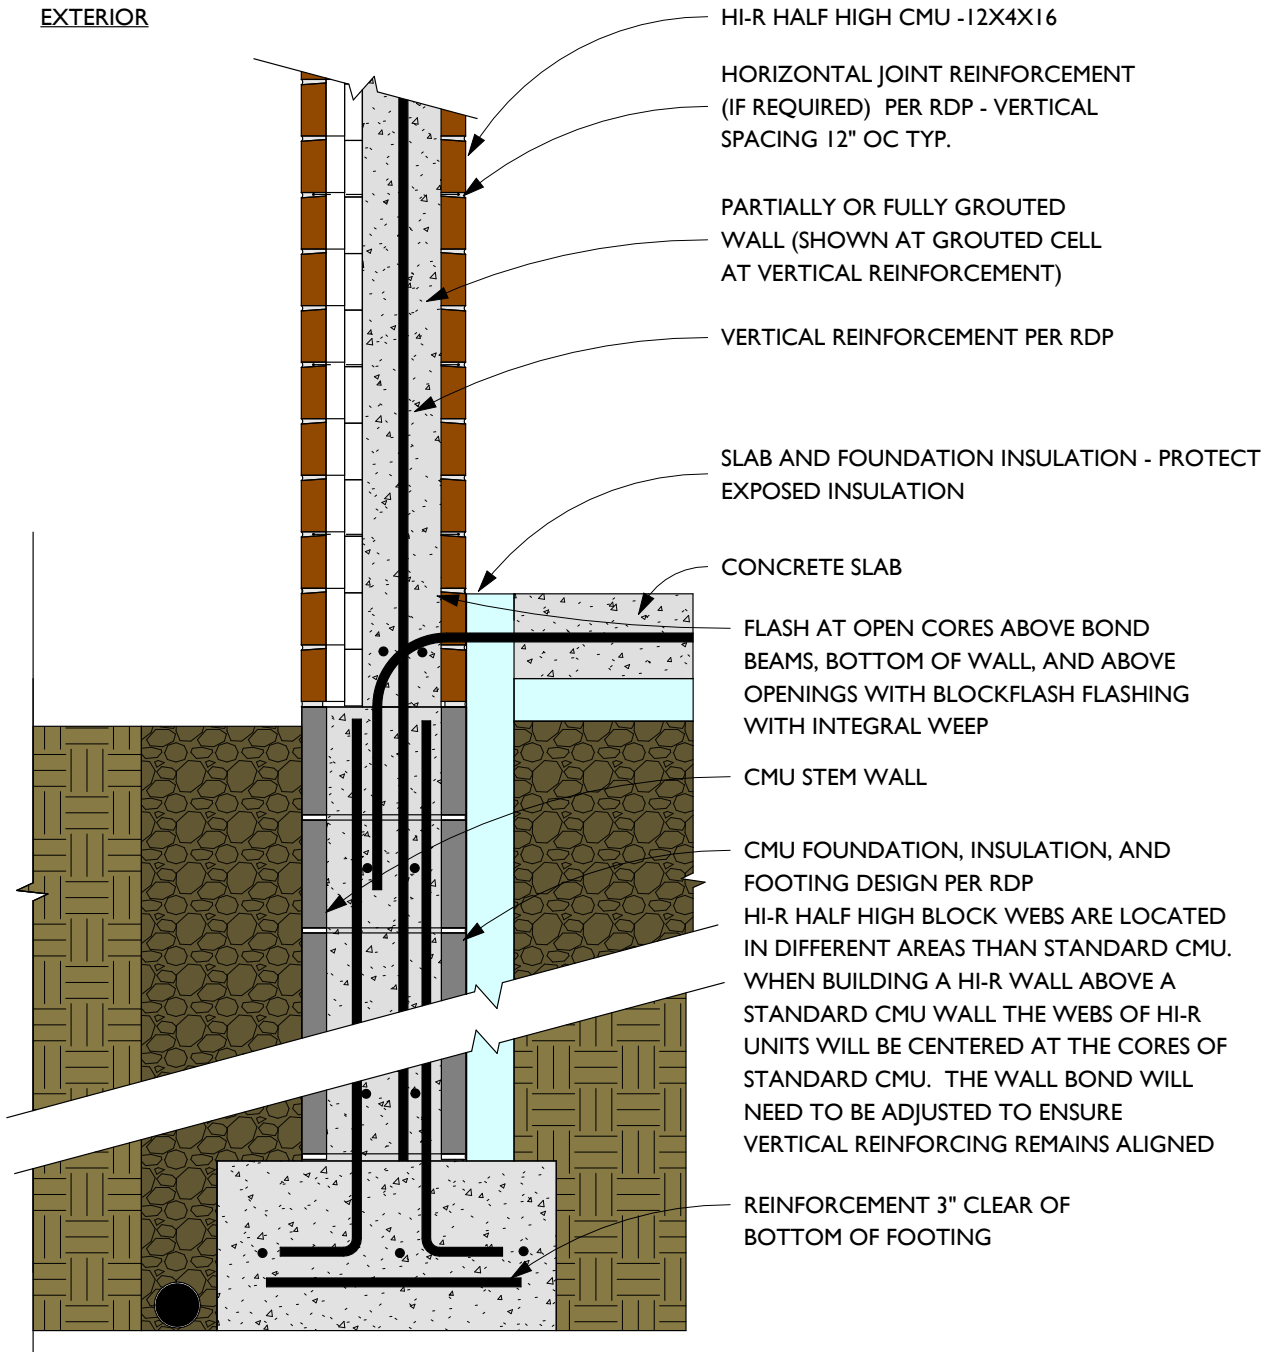 EXTERIOR
HI-R HALF HIGH CMU -12X4X16
HORIZONTAL JOINT REINFORCEMENT
(IF REQUIRED) PER RDP - VERTICAL
SPACING 12" OC TYP.
PARTIALLY OR FULLY GROUTED
WALL (SHOWN AT GROUTED CELL
AT VERTICAL REINFORCEMENT)
VERTICAL REINFORCEMENT PER RDP
SLAB AND FOUNDATION INSULATION - PROTECT
EXPOSED INSULATION
CONCRETE SLAB
FLASH AT OPEN CORES ABOVE BOND
BEAMS, BOTTOM OF WALL, AND ABOVE
OPENINGS WITH BLOCKFLASH FLASHING
WITH INTEGRAL WEEP
CMU STEM WALL
CMU FOUNDATION, INSULATION, AND
FOOTING DESIGN PER RDP
HI-R HALF HIGH BLOCK WEBS ARE LOCATED
IN DIFFERENT AREAS THAN STANDARD CMU.
WHEN BUILDING A HI-R WALL ABOVE A
STANDARD CMU WALL THE WEBS OF HI-R
UNITS WILL BE CENTERED AT THE CORES OF
STANDARD CMU. THE WALL BOND WILL
NEED TO BE ADJUSTED TO ENSURE
VERTICAL REINFORCING REMAINS ALIGNED
REINFORCEMENT 3" CLEAR OF
BOTTOM OF FOOTING